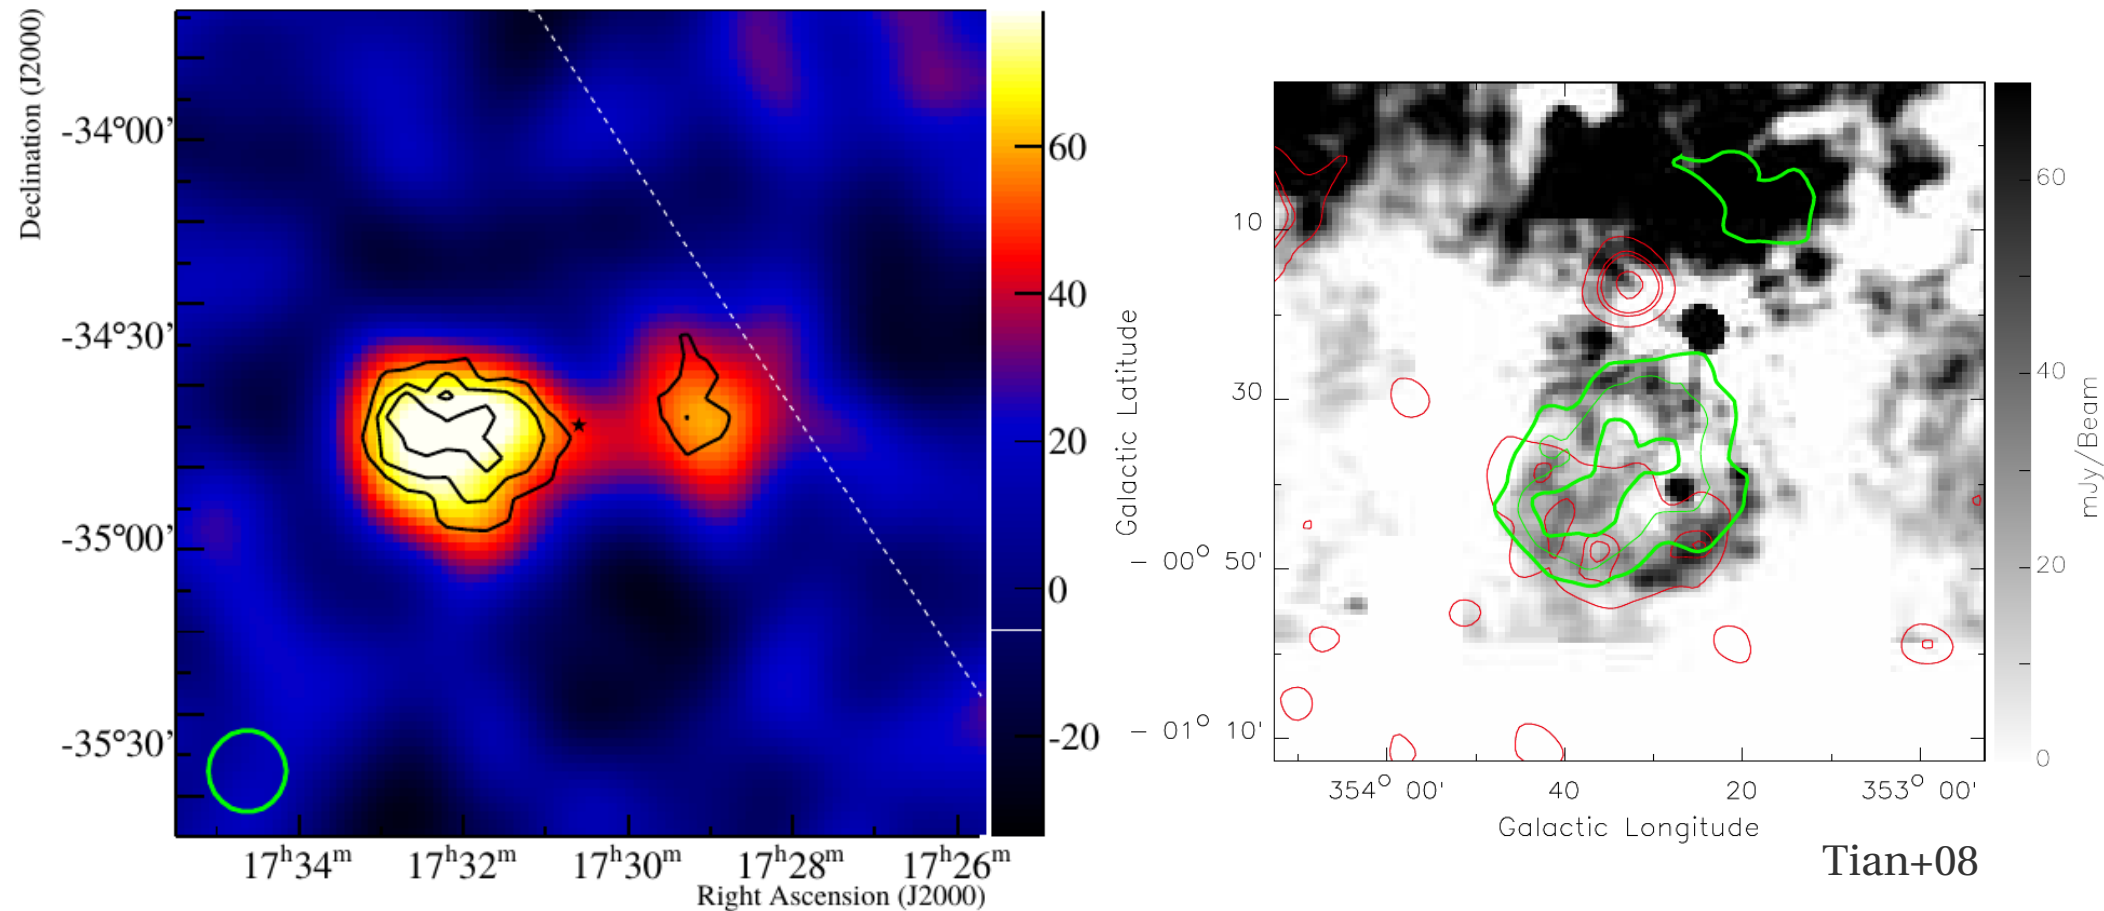 Declination (J2000)
-34°00’
-34°30’
-35°00’
-35°30’
17h34m
17h32m
17h30m
17h28m
17h26m
Right Ascension (J2000)
60
40
20
0
-20
Galactic Latitude
10
30
− 00° 50'
− 01° 10'
354° 00'
40
20
353° 00'
Galactic Longitude
60
40
20
0
mJy/Beam
Tian+08